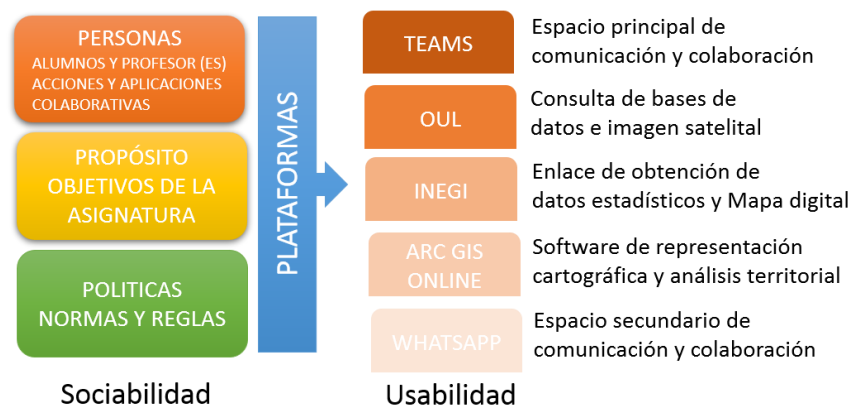 PERSONAS
ALUMNOS Y PROFESOR (ES)
ACCIONES Y APLICACIONES
COLABORATIVAS
PROPÓSITO
OBJETIVOS DE LA
ASIGNATURA
POLITICAS
NORMAS Y REGLAS
Sociabilidad
PLATAFORMAS
TEAMS
Espacio principal de
comunicación y colaboración
OUL
Consulta de bases de
datos e imagen satelital
INEGI
Enlace de obtención de
datos estadísticos y Mapa digital
ARC GIS
ONLINE
Software de representación
cartográfica y análisis territorial
WHATSAPP
Espacio secundario de
comunicación y colaboración
Usabilidad